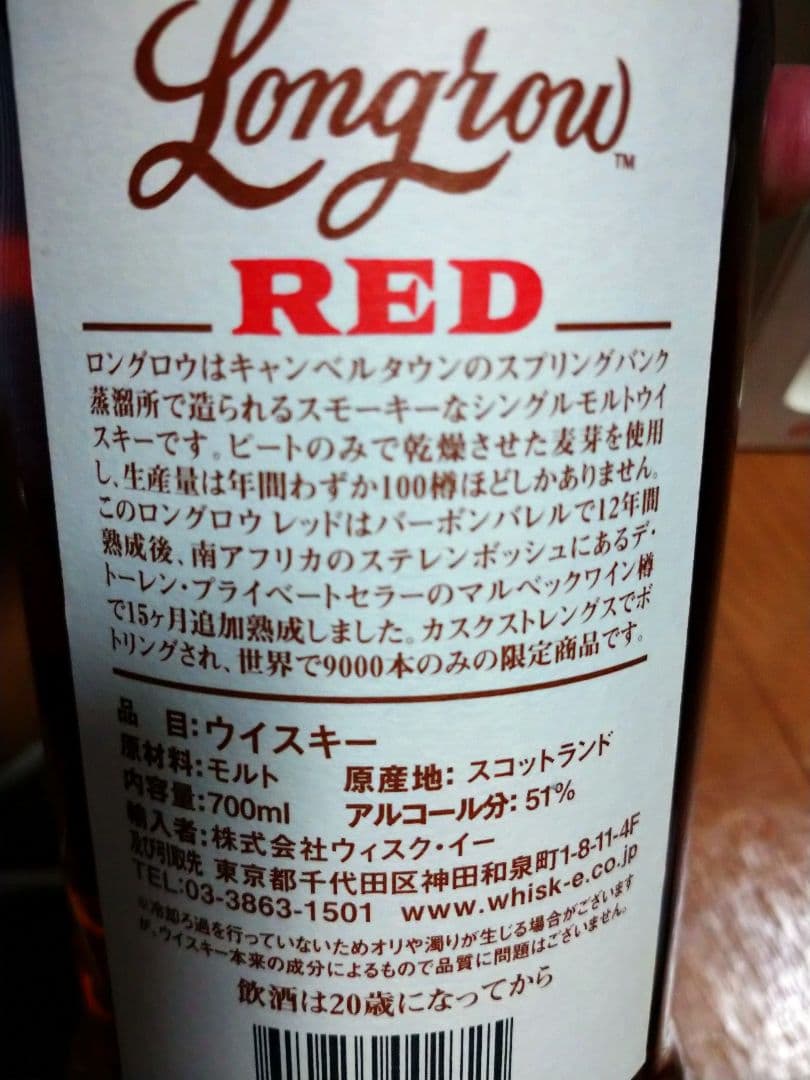 Longrow™
RED
ロングロウはキャンベルタウンのスプリングバンク
蒸溜所で造られるスモーキーなシングルモルトウイ
スキーです。ピートのみで乾燥させた麦芽を使用
し、生産量は年間わずか100樽ほどしかありません。
このロングロウ レッドはバーボンバレルで12年間
熟成後、南アフリカのステレンボッシュにあるデ・
トーレン・プライベートセラーのマルベックワイン樽
で15ヶ月追加熟成しました。カスクストレングスでボ
トリングされ、世界で9000本のみの限定商品です。
品 目:ウイスキー
原材料:モルト 原産地: スコットランド
内容量:700ml アルコール分: 51%
輸入者:株式会社ウィスク・イー
及び引取先 東京都千代田区神田和泉町1-8-11-4F
TEL:03-3863-1501 www.whisk-e.co.jp
※冷却ろ過を行っていないためオリや濁りが生じる場合がございます
が、ウイスキー本来の成分によるもので品質に問題はございません。
飲酒は20歳になってから